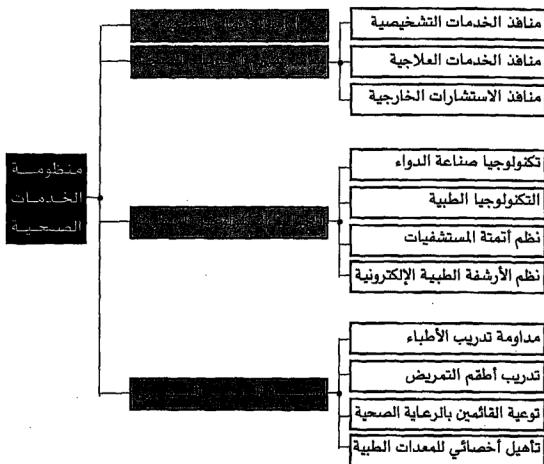 منظومة
الخدمات
الصحية
منافذ الخدمات التشخيصية
منافذ الخدمات العلاجية
منافذ الاستشارات الخارجية
تكنولوجيا صناعة الدواء
التكنولوجيا الطبية
نظم أتمتة المستشفيات
نظم الأرشفة الطبية الإلكترونية
مداومة تدريب الأطباء
تدريب أطقم التمريض
توعية القائمين بالرعاية الصحية
تأهيل أخصائي للمعدات الطبية